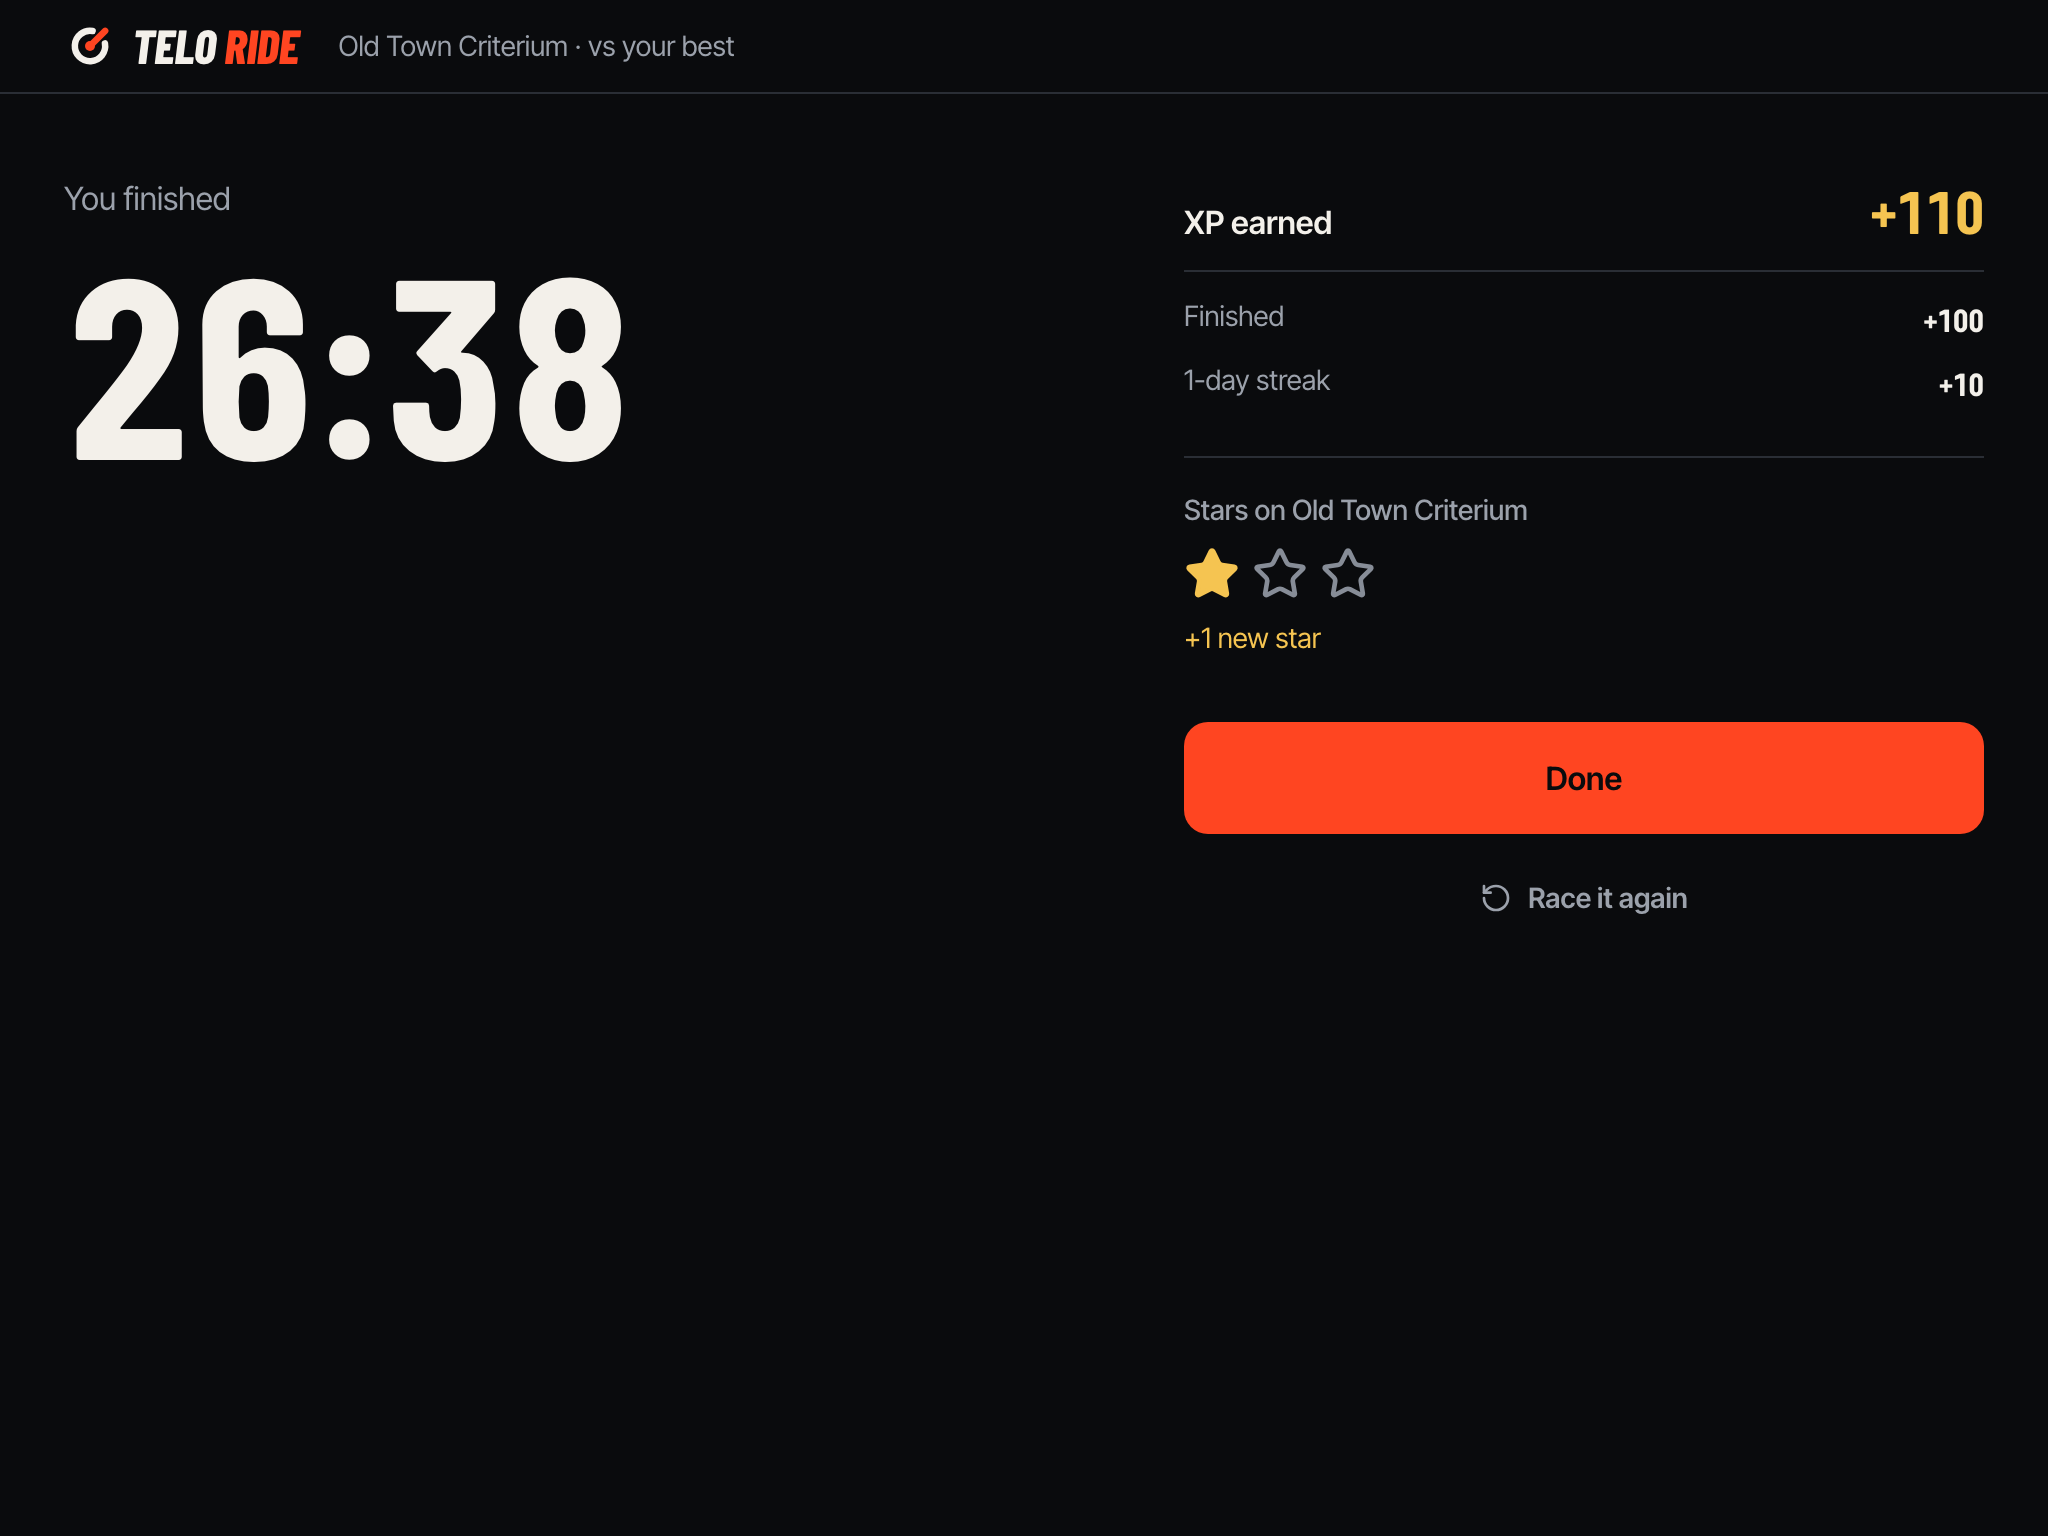 TELO RIDE
Old Town Criterium · vs your best
You finished
26:38
XP earned +110
Finished +100
1-day streak +10
Stars on Old Town Criterium
+1 new star
Done
Race it again